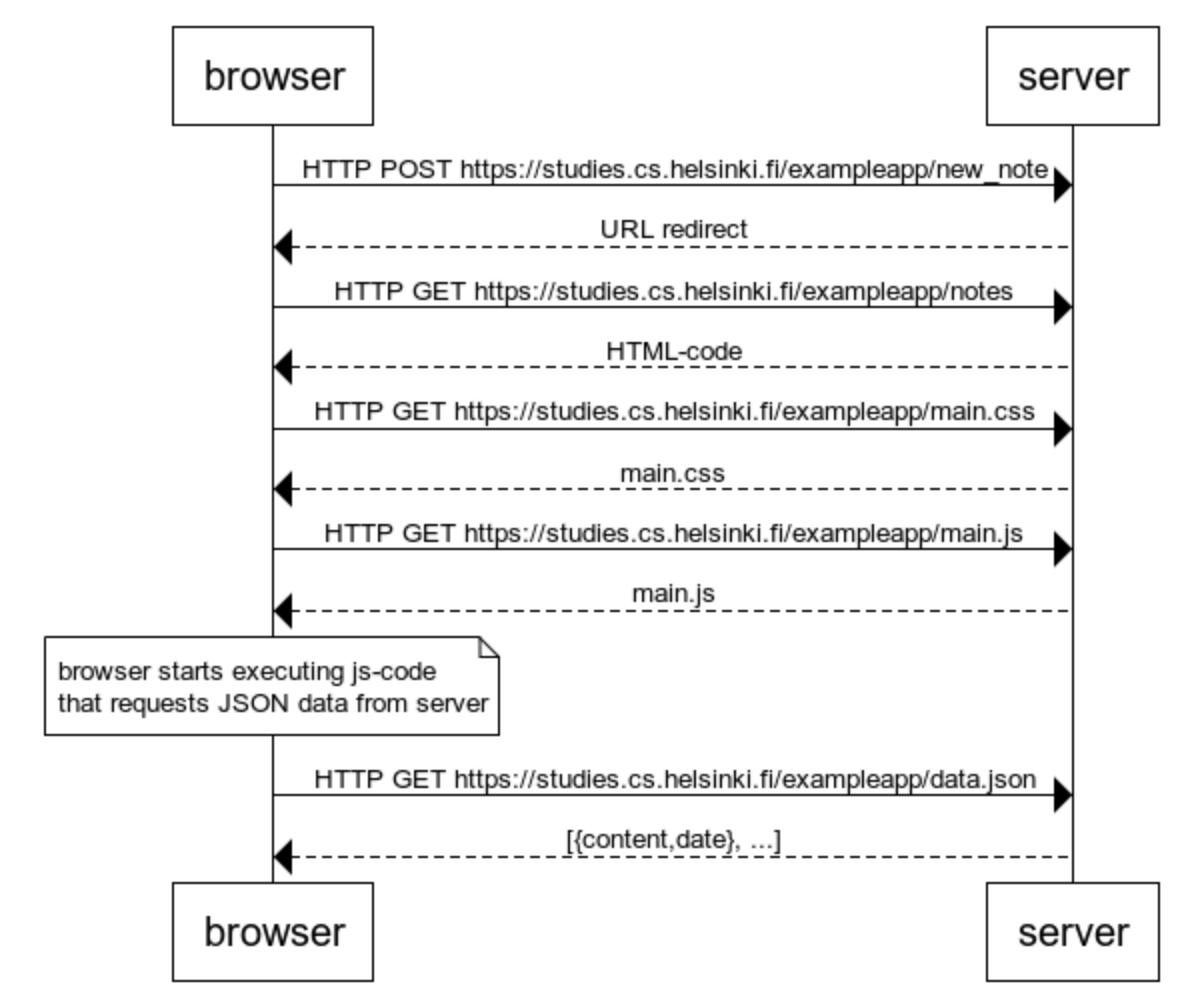 browser
server
HTTP POST https://studies.cs.helsinki.fi/exampleapp/new_note
URL redirect
HTTP GET https://studies.cs.helsinki.fi/exampleapp/notes
HTML-code
HTTP GET https://studies.cs.helsinki.fi/exampleapp/main.css
main.css
HTTP GET https://studies.cs.helsinki.fi/exampleapp/main.js
main.js
browser starts executing js-code
that requests JSON data from server
HTTP GET https://studies.cs.helsinki.fi/exampleapp/data.json
[{content,date}, ...]
browser
server